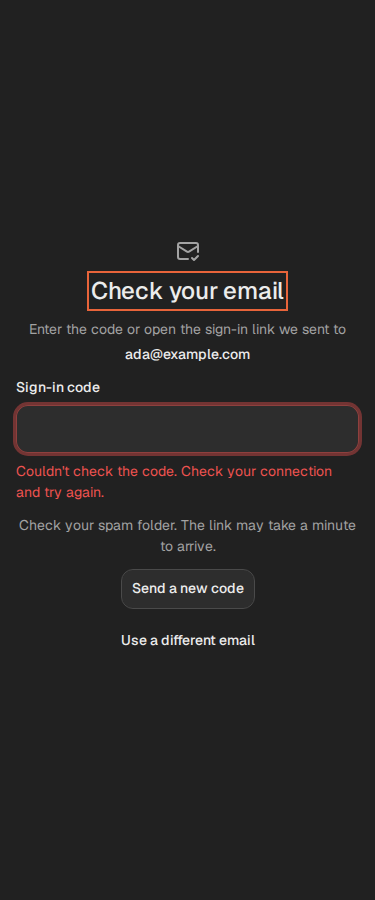 Check your email
Enter the code or open the sign-in link we sent to
ada@example.com
Sign-in code
Couldn't check the code. Check your connection
and try again.
Check your spam folder. The link may take a minute
to arrive.
Send a new code
Use a different email